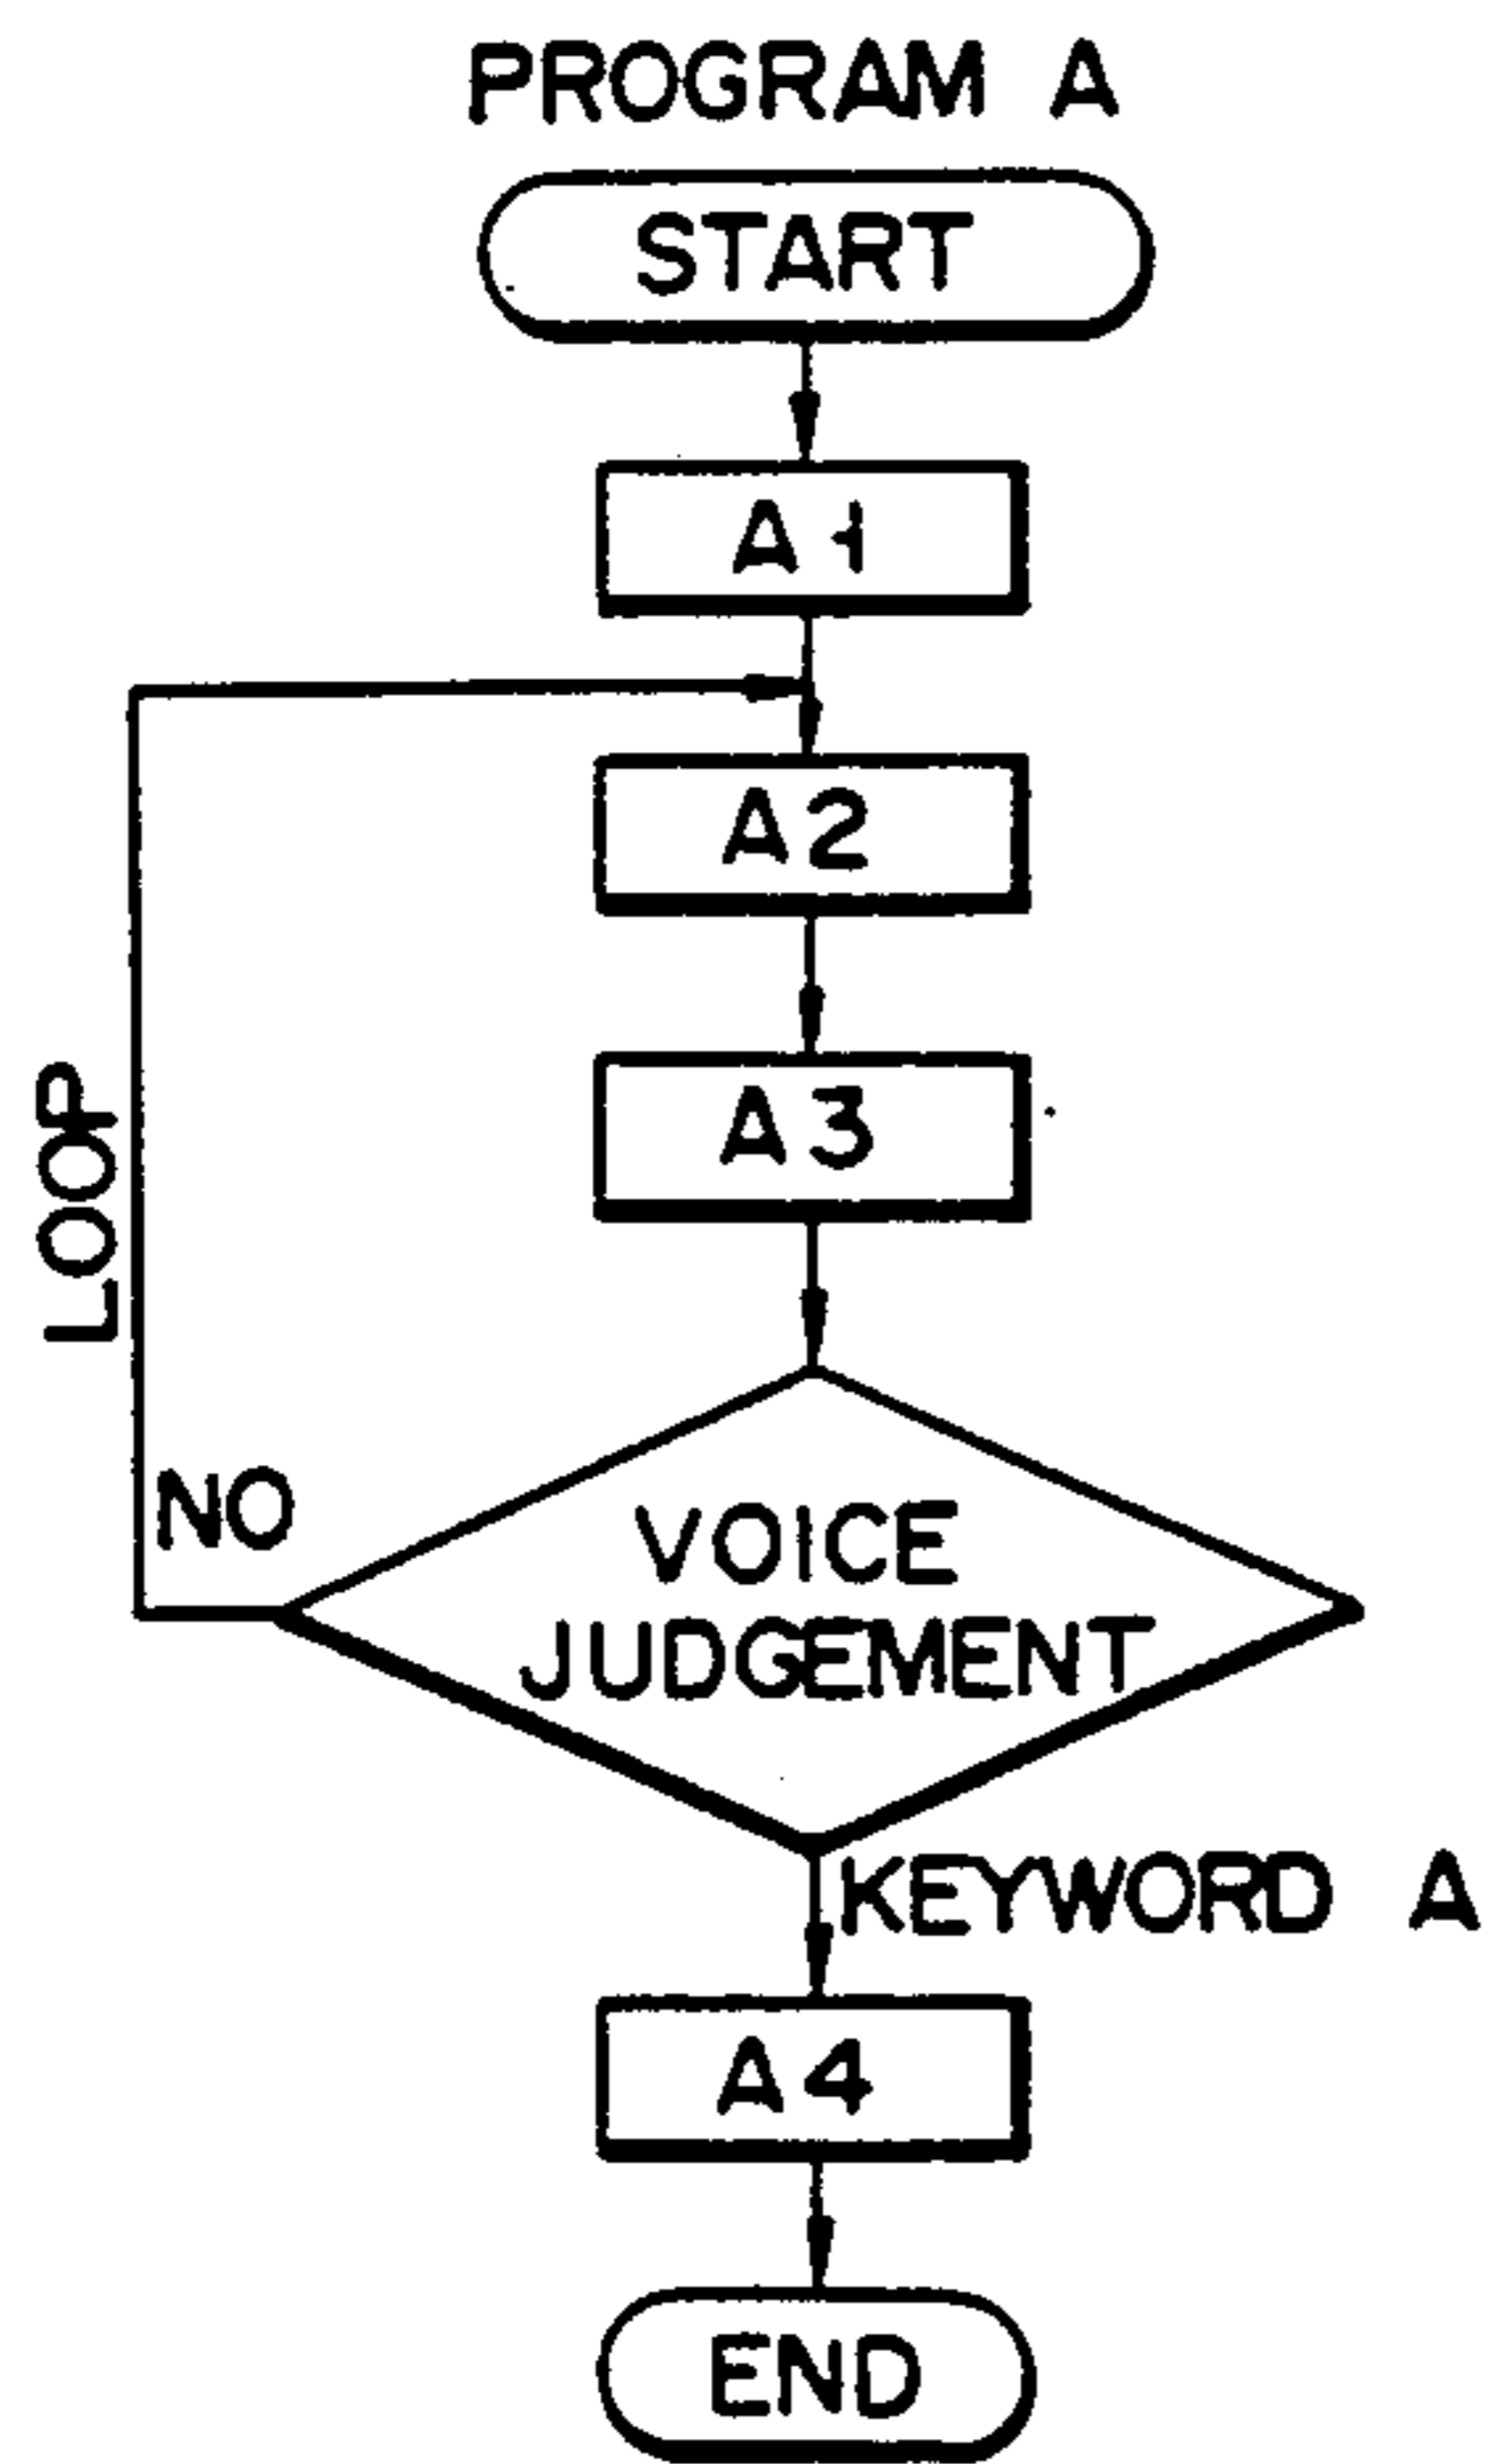 PROGRAM A
START
A1
A2
A3
LOOP
NO
VOICE
JUDGEMENT
KEYWORD A
A4
END